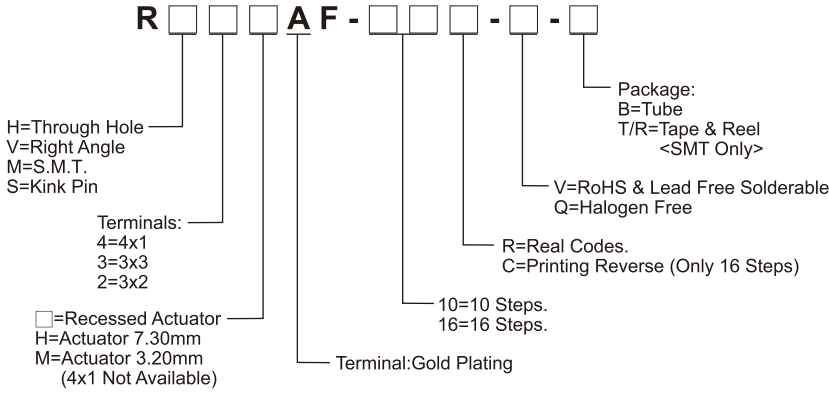 R□□□AF-□□□-□-□
H=Through Hole
V=Right Angle
M=S.M.T.
S=Kink Pin
Terminals:
4=4x1
3=3x3
2=3x2
□=Recessed Actuator
H=Actuator 7.30mm
M=Actuator 3.20mm
(4x1 Not Available)
Terminal:Gold Plating
10=10 Steps.
16=16 Steps.
R=Real Codes.
C=Printing Reverse (Only 16 Steps)
V=RoHS & Lead Free Solderable
Q=Halogen Free
Package:
B=Tube
T/R=Tape & Reel
<SMT Only>